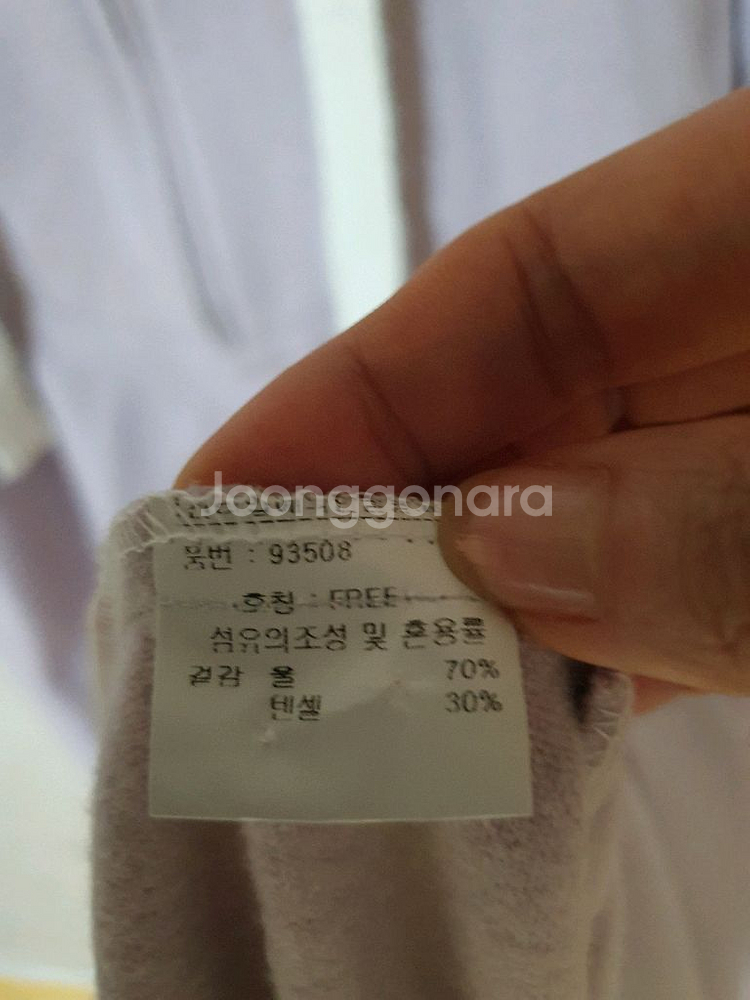 Joonggonara
품번 : 93508
호칭 : FREE
섬유의조성 및 혼용률
겉감 울 70%
텐셀 30%